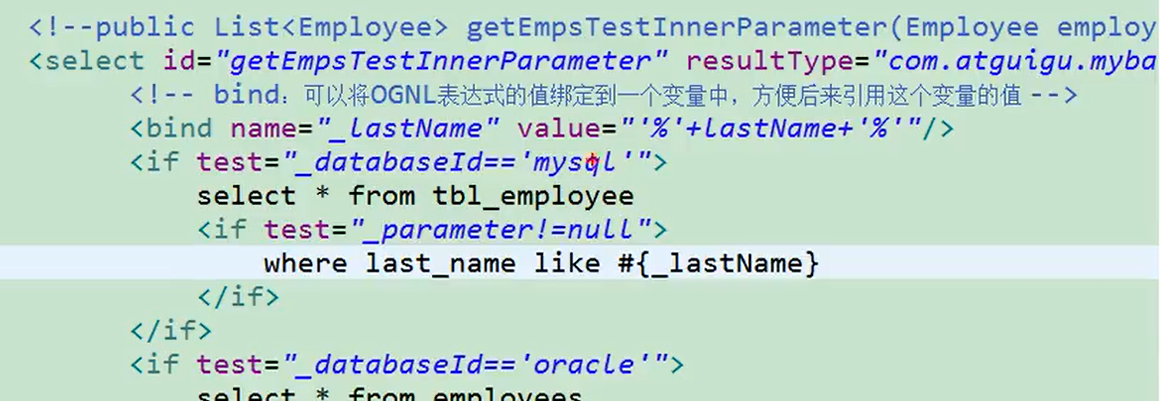 <!--public List<Employee> getEmpsTestInnerParameter(Employee employ
<select id="getEmpsTestInnerParameter" resultType="com.atguigu.myba
<!-- bind：可以将OGNL表达式的值绑定到一个变量中，方便后来引用这个变量的值 -->
<bind name="_lastName" value="'%'+lastName+'%'"/>
<if test="_databaseId=='mysql'">
select * from tbl_employee
<if test="_parameter!=null">
where last_name like #{_lastName}
</if>
</if>
<if test="_databaseId=='oracle'">
select * from employees